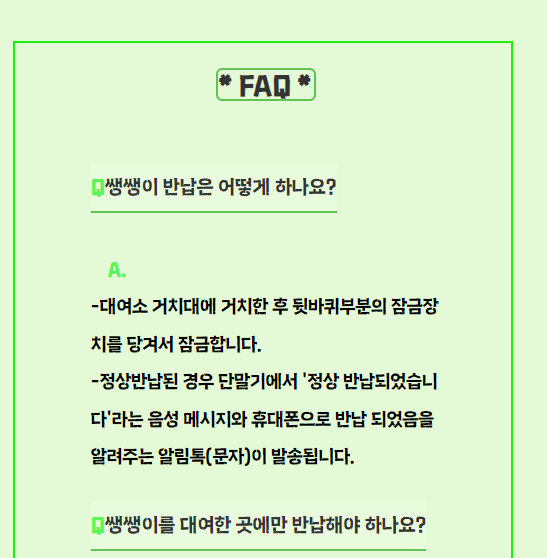 * FAQ *
Q쌩쌩이 반납은 어떻게 하나요?
A.
-대여소 거치대에 거치한 후 뒷바퀴부분의 잠금장
치를 당겨서 잠금합니다.
-정상반납된 경우 단말기에서 '정상 반납되었습니
다'라는 음성 메시지와 휴대폰으로 반납 되었음을
알려주는 알림톡(문자)이 발송됩니다.
Q쌩쌩이를 대여한 곳에만 반납해야 하나요?